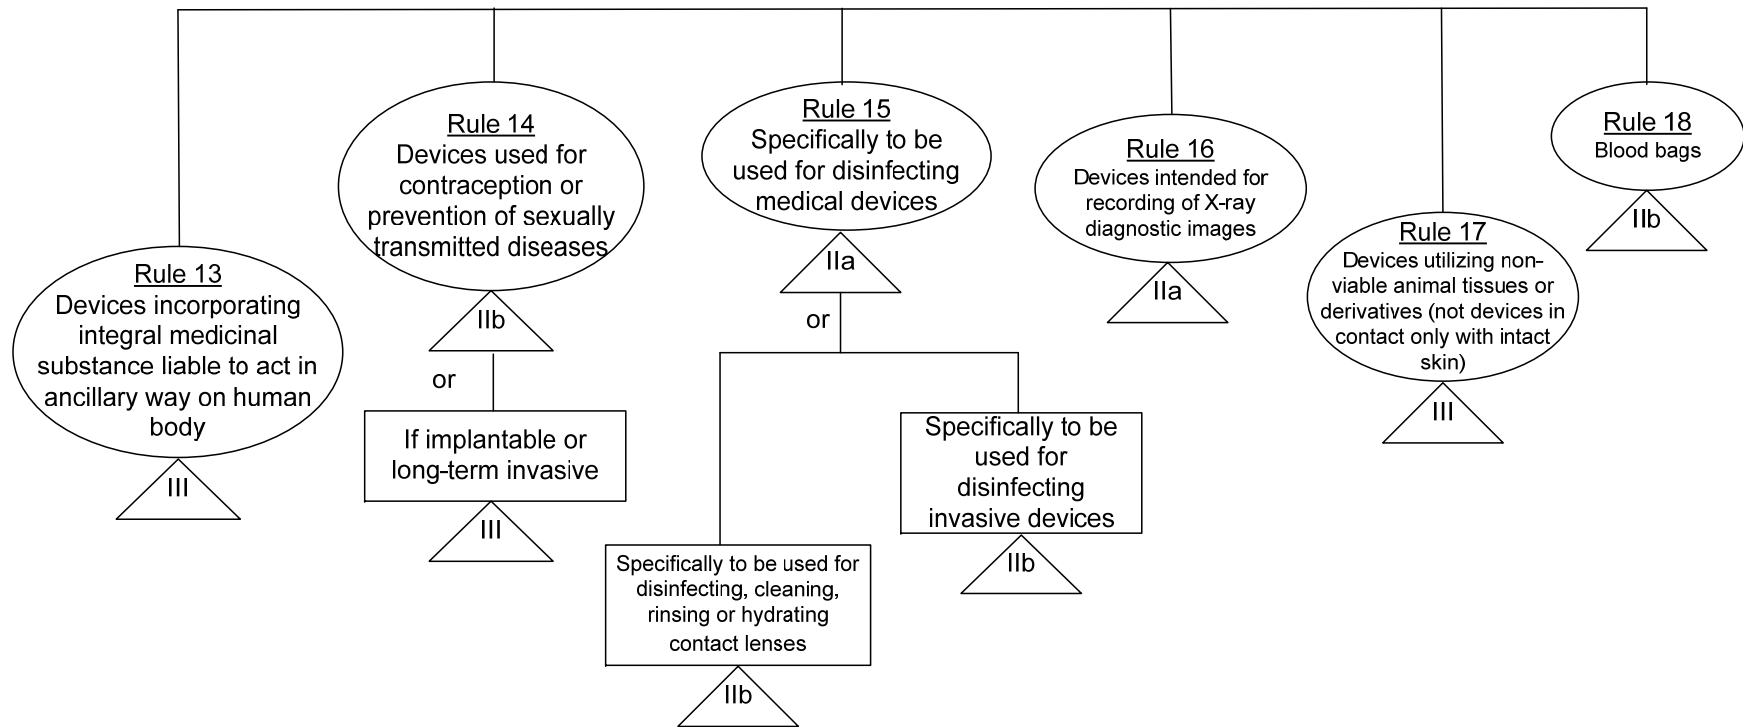 Rule 13
Devices incorporating
integral medicinal
substance liable to act in
ancillary way on human
body
III
Rule 14
Devices used for
contraception or
prevention of sexually
transmitted diseases
IIb
or
If implantable or
long-term invasive
III
Rule 15
Specifically to be
used for disinfecting
medical devices
IIa
or
Specifically to be used for
disinfecting, cleaning,
rinsing or hydrating
contact lenses
IIb
Specifically to be
used for
disinfecting
invasive devices
IIb
Rule 16
Devices intended for
recording of X-ray
diagnostic images
IIa
Rule 17
Devices utilizing non-
viable animal tissues or
derivatives (not devices in
contact only with intact
skin)
III
Rule 18
Blood bags
IIb